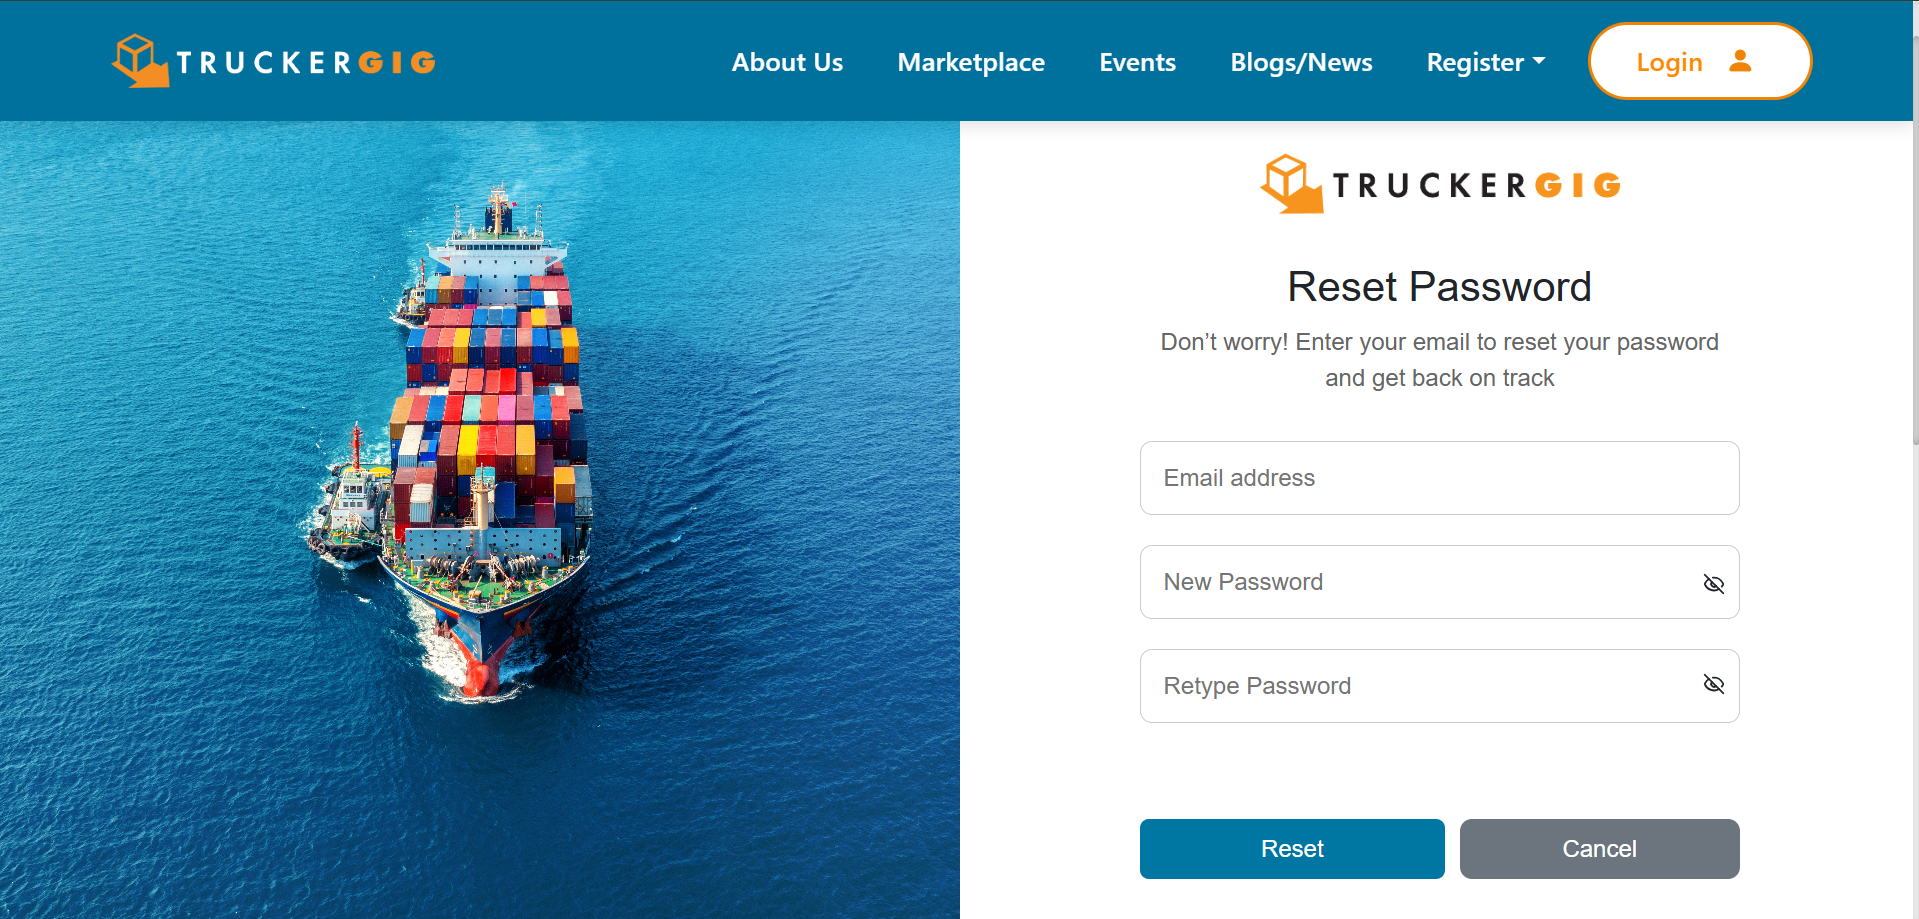 TRUCKERGIG
About Us
Marketplace
Events
Blogs/News
Register
Login
TRUCKERGIG
Reset Password
Don’t worry! Enter your email to reset your password
and get back on track
Email address
New Password
Retype Password
Reset
Cancel